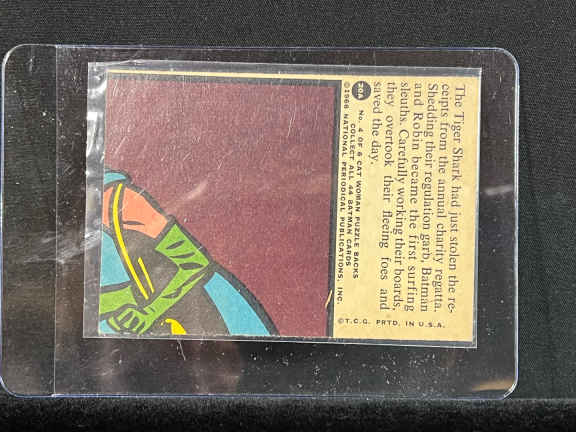 The Tiger Shark had just stolen the re-
ceipts from the annual charity regatta.
Shedding their regulation garb, Batman
and Robin became the first surfing
sleuths. Carefully working their boards,
they overtook their fleeing foes and
saved the day.
20A
No. 4 OF 6 CAT WOMAN PUZZLE BACKS
COLLECT ALL 44 BATMAN CARDS
©1966 NATIONAL PERIODICAL PUBLICATIONS, INC.
©T.C.G. PRTD. IN U.S.A.